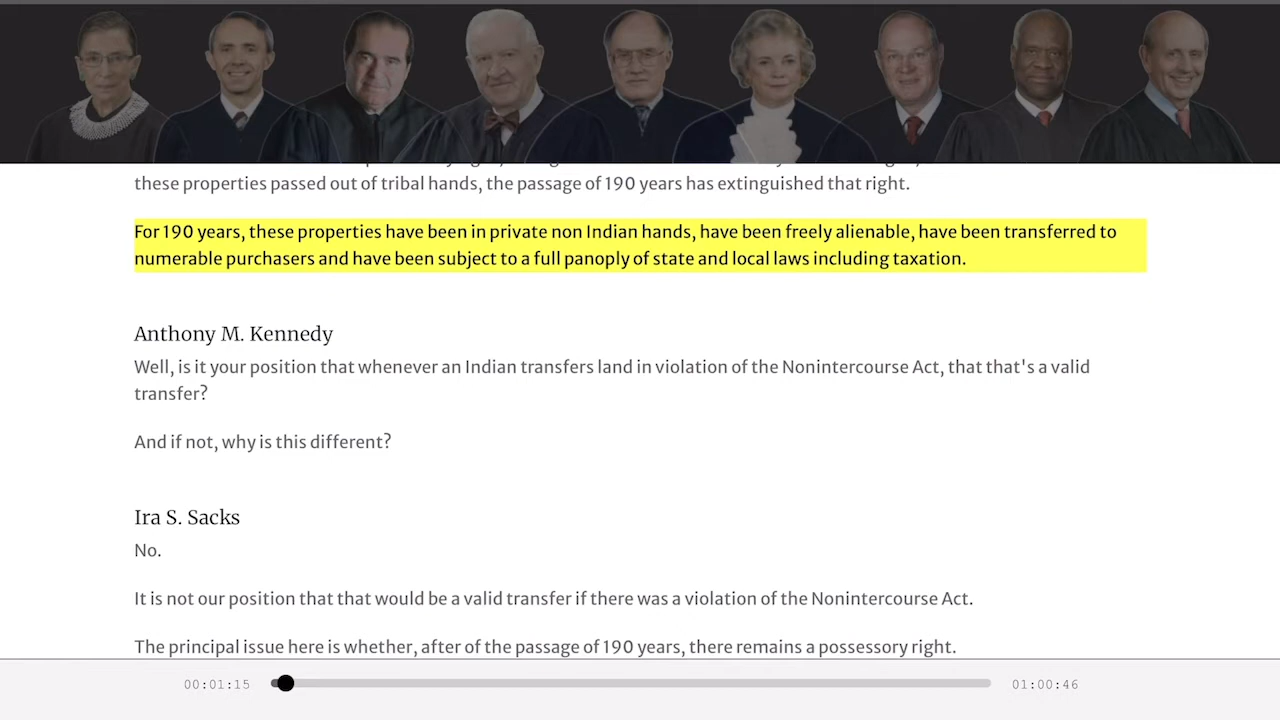 these properties passed out of tribal hands, the passage of 190 years has extinguished that right.
For 190 years, these properties have been in private non Indian hands, have been freely alienable, have been transferred to
numerable purchasers and have been subject to a full panoply of state and local laws including taxation.
Anthony M. Kennedy
Well, is it your position that whenever an Indian transfers land in violation of the Nonintercourse Act, that that's a valid
transfer?
And if not, why is this different?
Ira S. Sacks
No.
It is not our position that that would be a valid transfer if there was a violation of the Nonintercourse Act.
The principal issue here is whether, after of the passage of 190 years, there remains a possessory right.
00:01:15
01:00:46